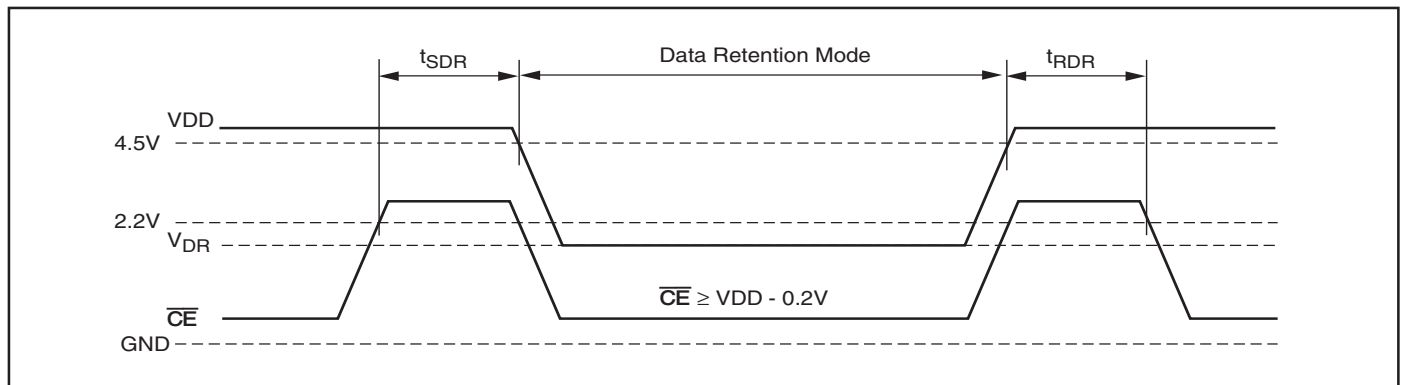 tSDR
Data Retention Mode
tRDR
VDD
4.5V
2.2V
VDR
CE ≥ VDD - 0.2V
CE
GND